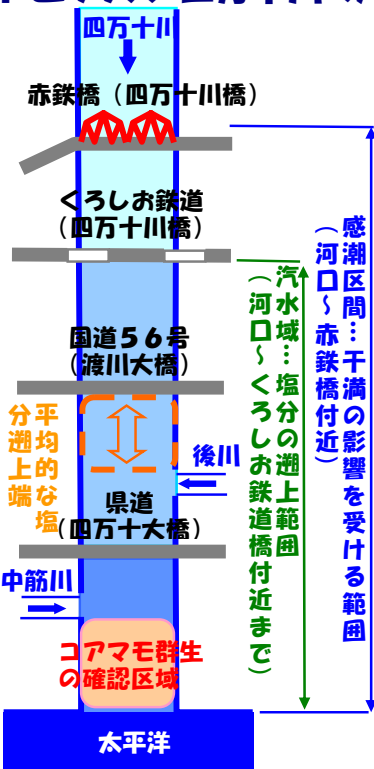 四万十川
赤鉄橋（四万十川橋）
くろしお鉄道
（四万十川橋）
国道５６号
（渡川大橋）
平均的な塩
分遡上端
後川
県道
（四万十大橋）
中筋川
コアマモ群生
の確認区域
太平洋
汽水域…塩分の遡上範囲
（河口～くろしお鉄道橋付近まで）
感潮区間…干満の影響を受ける範囲
（河口～赤鉄橋付近）